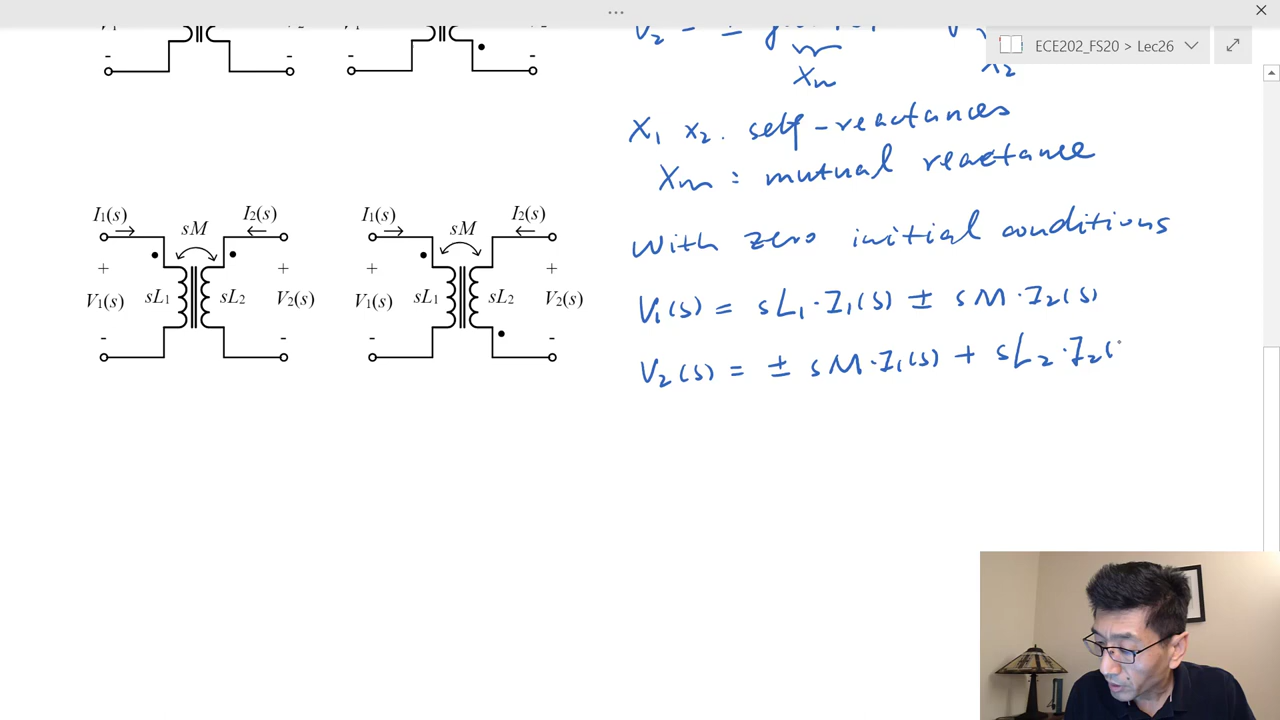 ECE202_FS20 > Lec26
V2 = ±
Xm
X2
X1 X2. self-reactances
Xm : mutual reactance
With zero initial conditions
V1(s) = sL1·I1(s) ± sM·I2(s)
V2(s) = ± sM·I1(s) + sL2·I2(
- -
- -
I1(s) sM I2(s)
+ +
V1(s) sL1 sL2 V2(s)
- -
I1(s) sM I2(s)
+ +
V1(s) sL1 sL2 V2(s)
- -